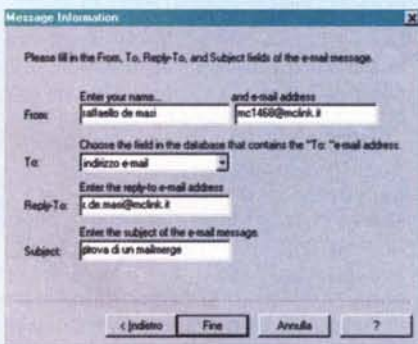 Message Information
Please fill in the From, To, Reply-To, and Subject fields of the e-mail message.
Enter your name... and e-mail address
From: raffaello de masi mc1468@mclink.it
Choose the field in the database that contains the "To: "e-mail address.
To: indirizzo e-mail
Enter the reply-to e-mail address
Reply-To: r.de.masi@mclink.it
Enter the subject of the e-mail message.
Subject: prova di un mailmerge
< Indietro Fine Annulla ?